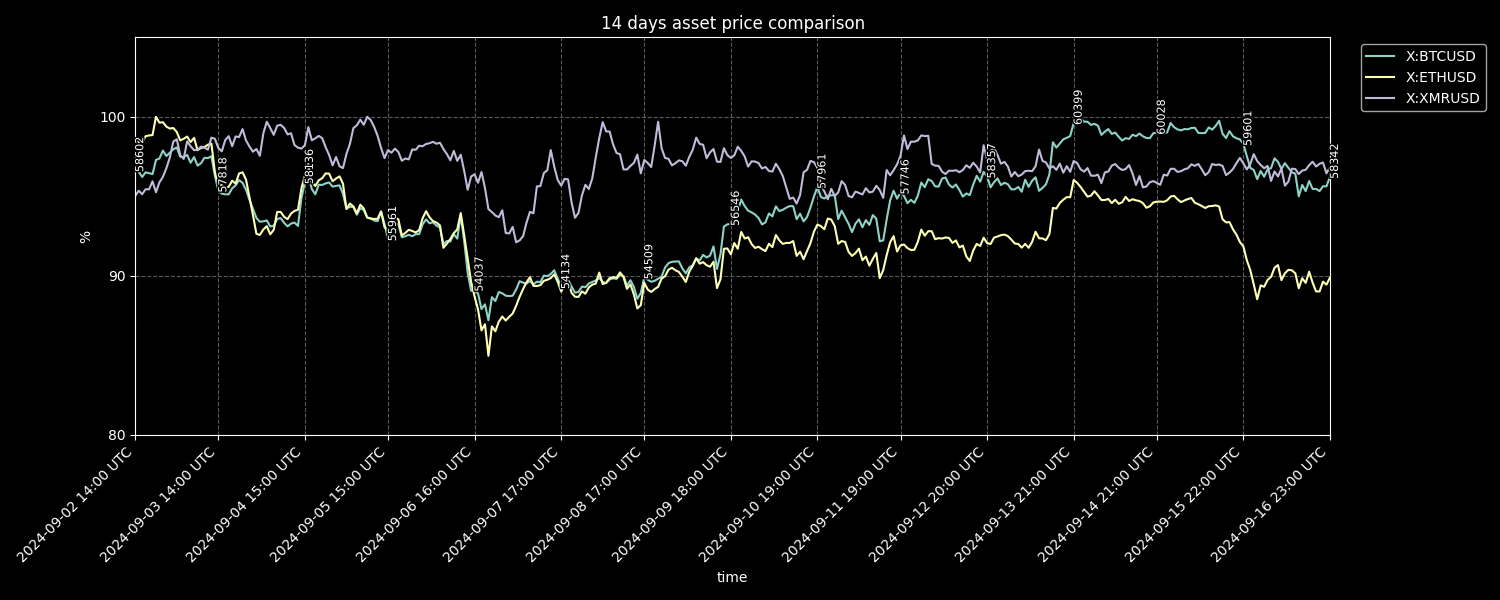 14 days asset price comparison
X:BTCUSD
X:ETHUSD
X:XMRUSD
%
100
90
80
58602
57818
58136
55961
54037
54134
54509
56546
57961
57746
58357
60399
60028
59601
58342
2024-09-02 14:00 UTC
2024-09-03 14:00 UTC
2024-09-04 15:00 UTC
2024-09-05 15:00 UTC
2024-09-06 16:00 UTC
2024-09-07 17:00 UTC
2024-09-08 17:00 UTC
2024-09-09 18:00 UTC
2024-09-10 19:00 UTC
2024-09-11 19:00 UTC
2024-09-12 20:00 UTC
2024-09-13 21:00 UTC
2024-09-14 21:00 UTC
2024-09-15 22:00 UTC
2024-09-16 23:00 UTC
time